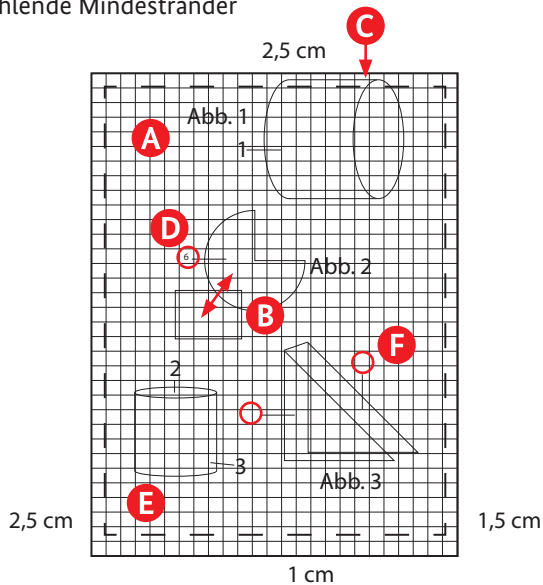 hlende Mindestränder
C
2,5 cm
Abb. 1
A
1
D
6
Abb. 2
B
F
2
3
Abb. 3
E
2,5 cm
1,5 cm
1 cm